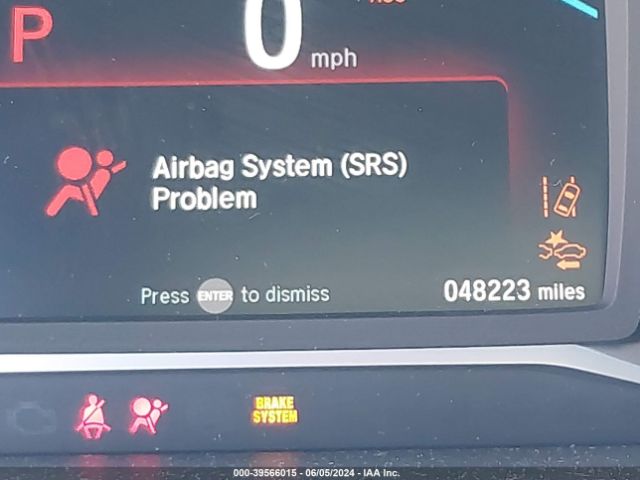 P
0 mph
Airbag System (SRS)
Problem
Press ENTER to dismiss
048223 miles
BRAKE
SYSTEM
000-39566015 - 06/05/2024 - IAA Inc.